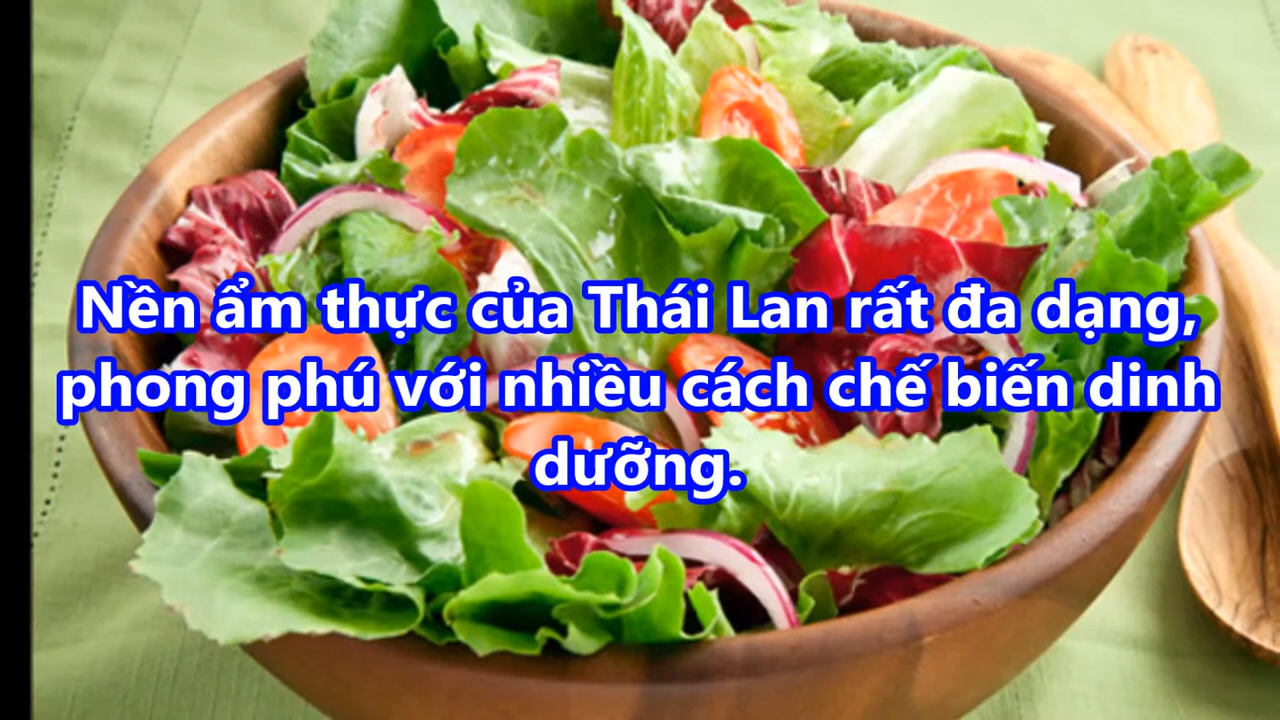 Nền ẩm thực của Thái Lan rất đa dạng,
phong phú với nhiều cách chế biến dinh
dưỡng.